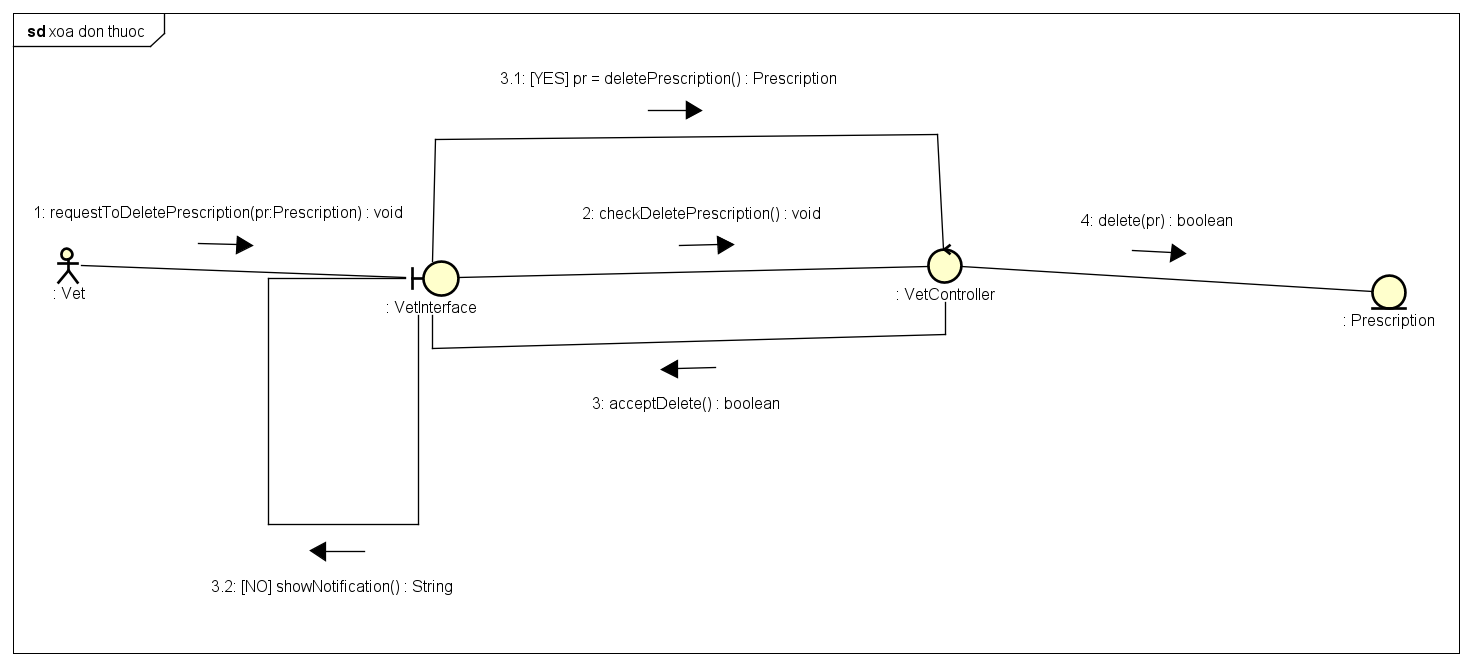 sd xoa don thuoc
3.1: [YES] pr = deletePrescription() : Prescription
1: requestToDeletePrescription(pr:Prescription) : void
2: checkDeletePrescription() : void
4: delete(pr) : boolean
: Vet
: VetInterface
: VetController
: Prescription
3: acceptDelete() : boolean
3.2: [NO] showNotification() : String